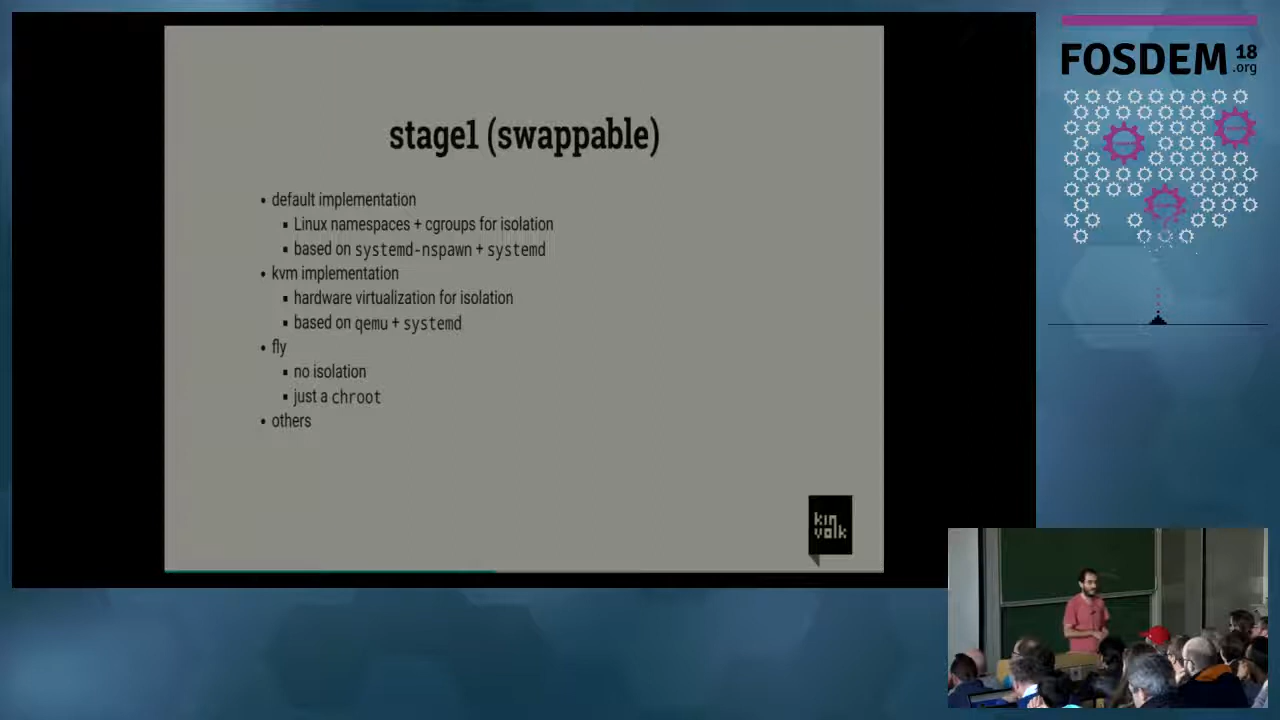 stage1 (swappable)
• default implementation
▪ Linux namespaces + cgroups for isolation
▪ based on systemd-nspawn + systemd
• kvm implementation
▪ hardware virtualization for isolation
▪ based on qemu + systemd
• fly
▪ no isolation
▪ just a chroot
• others
kin
volk
FOSDEM 18
.org